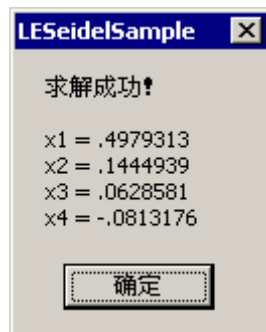 LESeidelSample
求解成功!
x1 = .4979313
x2 = .1444939
x3 = .0628581
x4 = -.0813176
确定